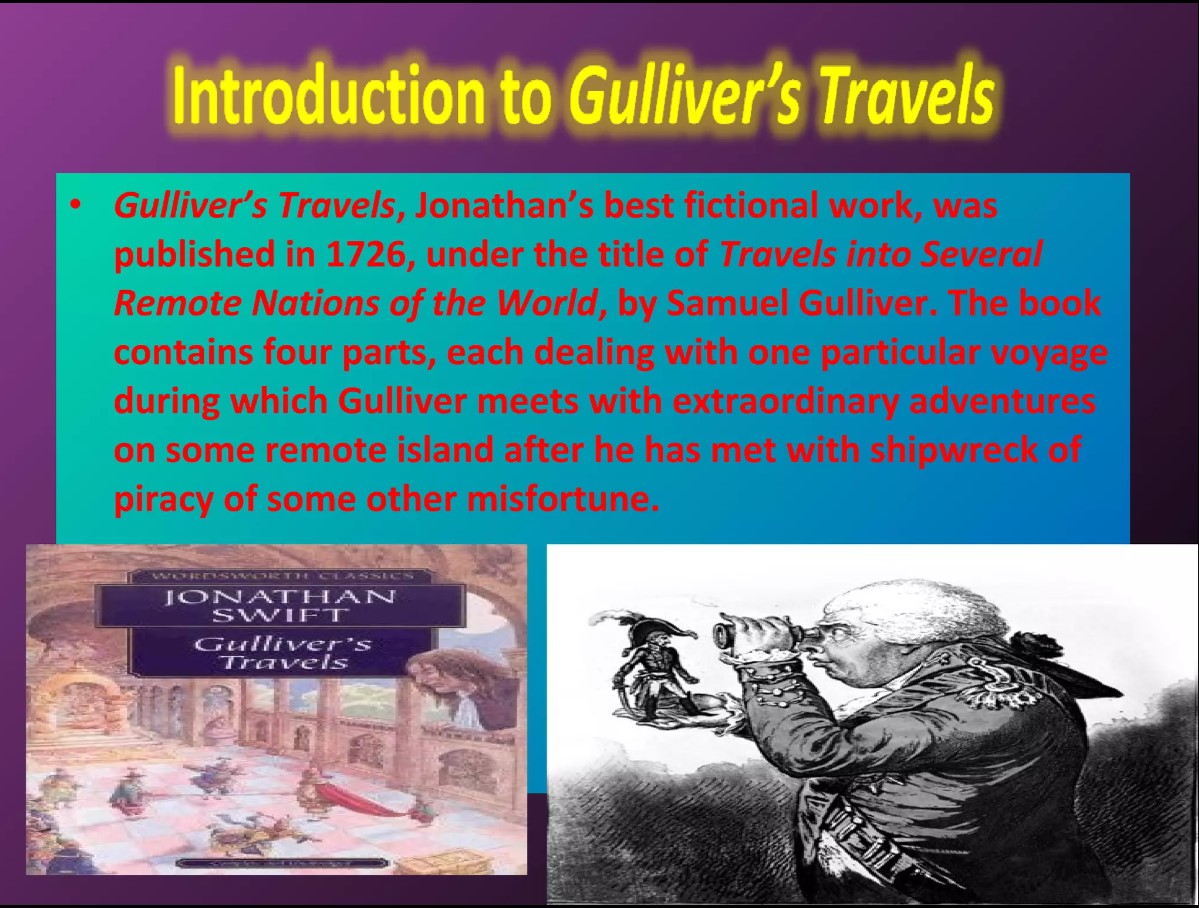 Introduction to Gulliver’s Travels
• Gulliver’s Travels, Jonathan’s best fictional work, was
published in 1726, under the title of Travels into Several
Remote Nations of the World, by Samuel Gulliver. The book
contains four parts, each dealing with one particular voyage
during which Gulliver meets with extraordinary adventures
on some remote island after he has met with shipwreck of
piracy of some other misfortune.
WORDSWORTH CLASSICS
JONATHAN
SWIFT
Gulliver’s
Travels